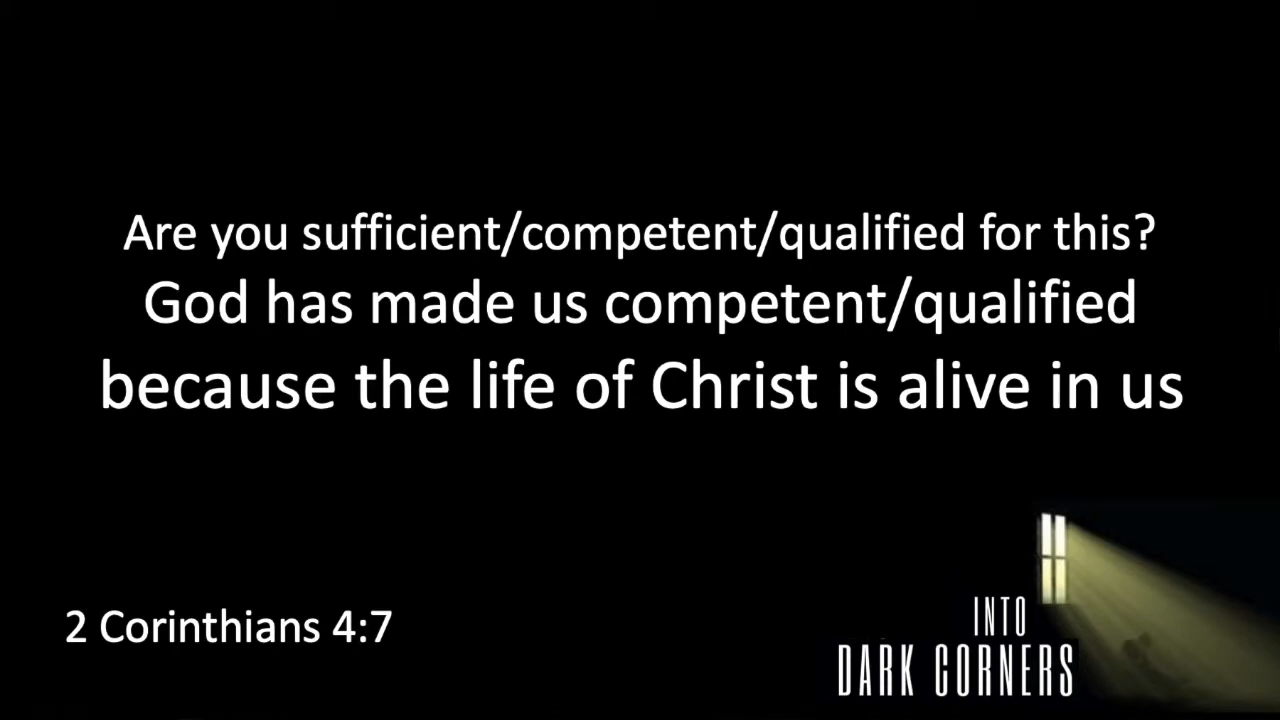 Are you sufficient/competent/qualified for this?
God has made us competent/qualified
because the life of Christ is alive in us
2 Corinthians 4:7
INTO
DARK CORNERS